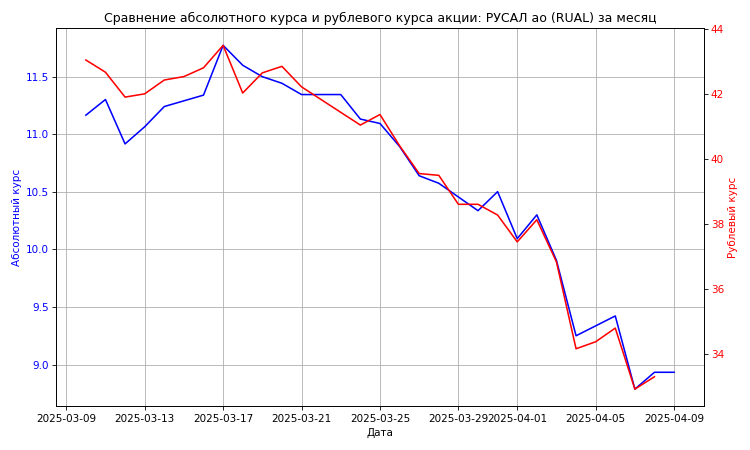 Сравнение абсолютного курса и рублевого курса акции: РУСАЛ ао (RUAL) за месяц
44
11.5
42
11.0
40
10.5
38
10.0
36
9.5
34
9.0
Абсолютный курс
Рублевый курс
2025-03-09 2025-03-13 2025-03-17 2025-03-21 2025-03-25 2025-03-29 2025-04-01 2025-04-05 2025-04-09
Дата